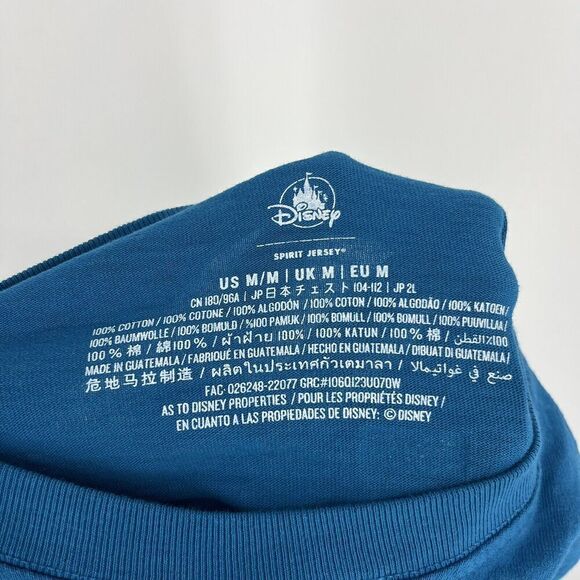 Disney
SPIRIT JERSEY®
US M/M | UK M | EU M
CN 180/96A | JP 日本 チェスト 104-112 | JP 2L
100% COTTON / 100% COTONE / 100% ALGODÓN / 100% COTON / 100% ALGODÃO / 100% KATOEN/
100% BAUMWOLLE / 100% BOMULD / %100 PAMUK / 100% BOMULL / 100% BOMULL / 100% PUUVILLAA/
100% 棉 / 綿100% / ผ้าฝ้าย 100% / 100% KATUN / 100% 棉 / 100٪ القطن/
MADE IN GUATEMALA / FABRIQUÉ EN GUATEMALA / HECHO EN GUATEMALA / DIBUAT DI GUATEMALA/
危地马拉制造 / ผลิตในประเทศกัวเตมาลา / صنع في غواتيمالا
FAC- 026248-22077 GRC#106QI23U070W
AS TO DISNEY PROPERTIES / POUR LES PROPRIÉTÉS DISNEY /
EN CUANTO A LAS PROPIEDADES DE DISNEY: © DISNEY